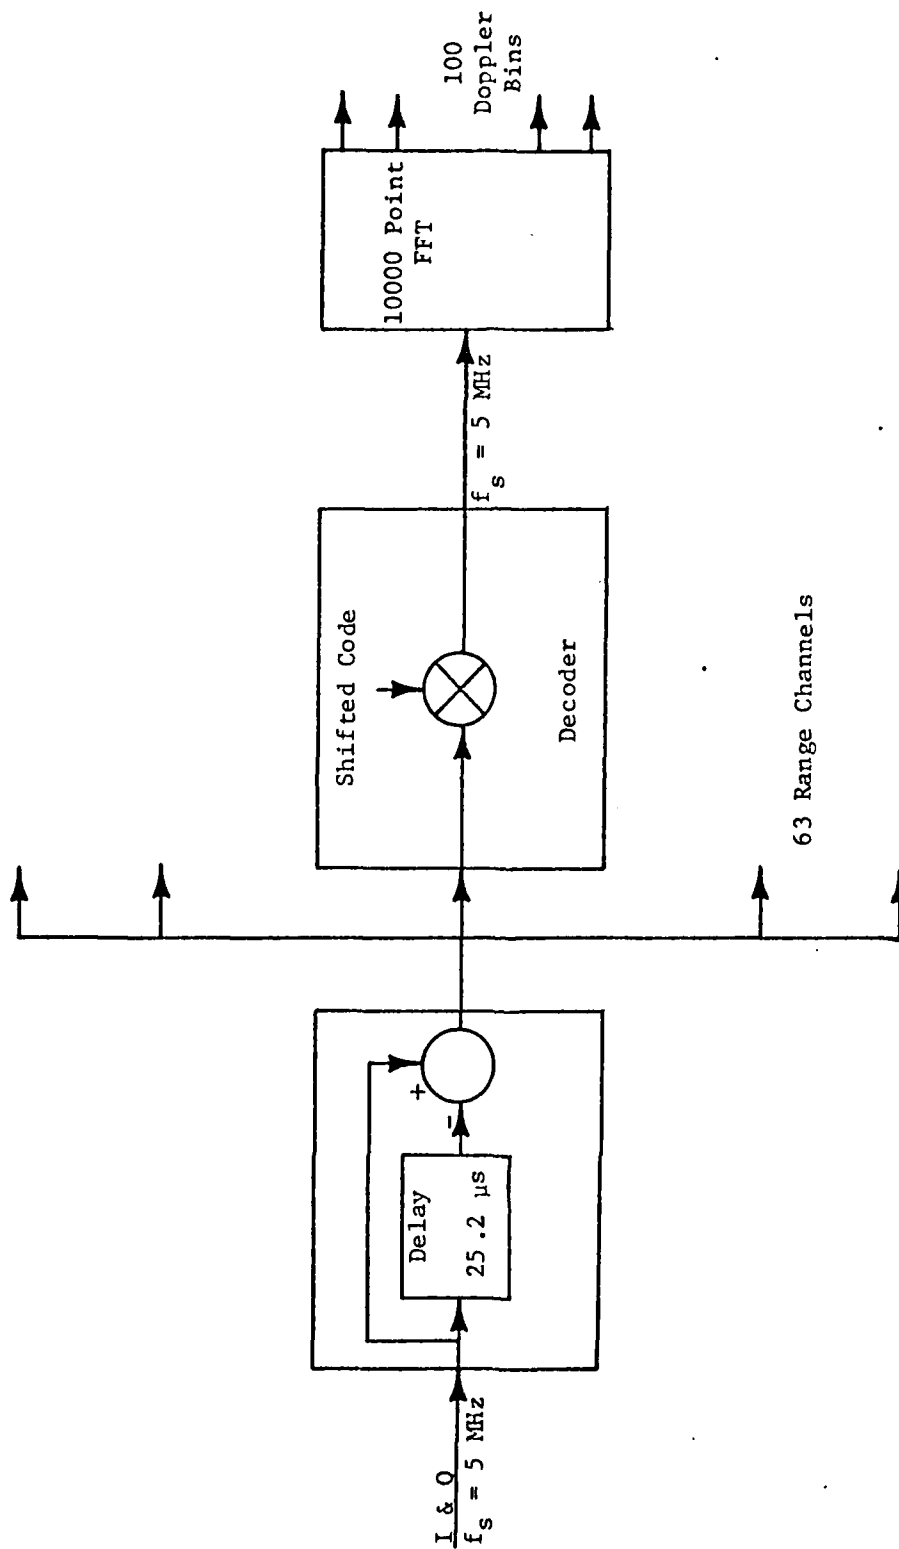 I & Q
f_s = 5 MHz
Delay
25.2 μs
+
-
63 Range Channels
Shifted Code
Decoder
f_s = 5 MHz
10000 Point
FFT
100
Doppler
Bins